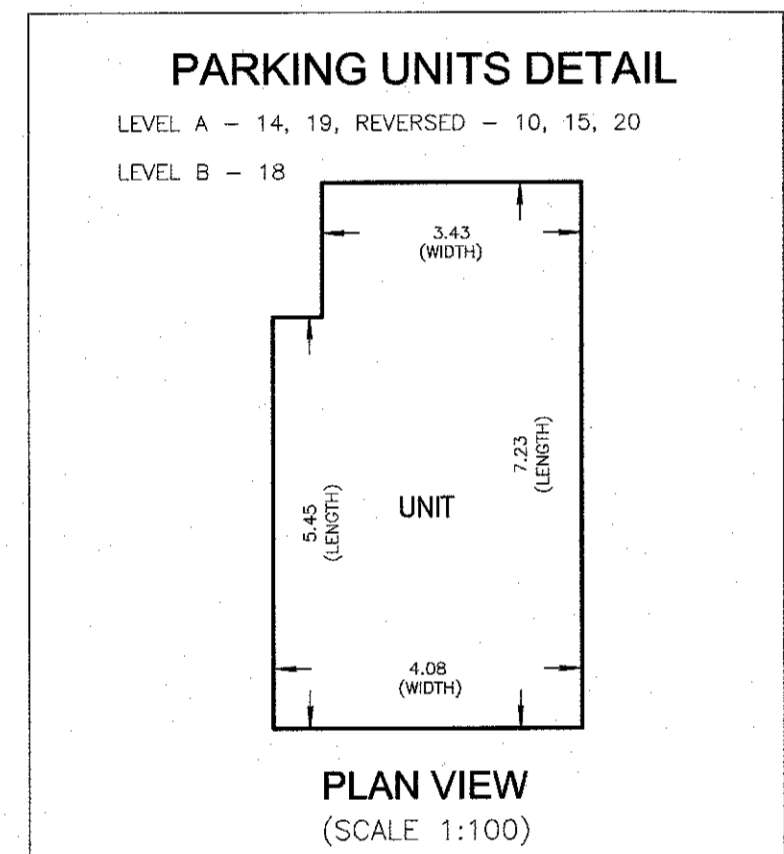 PARKING UNITS DETAIL
LEVEL A – 14, 19, REVERSED – 10, 15, 20
LEVEL B – 18
3.43
(WIDTH)
7.23
(LENGTH)
5.45
(LENGTH)
UNIT
4.08
(WIDTH)
PLAN VIEW
(SCALE 1:100)